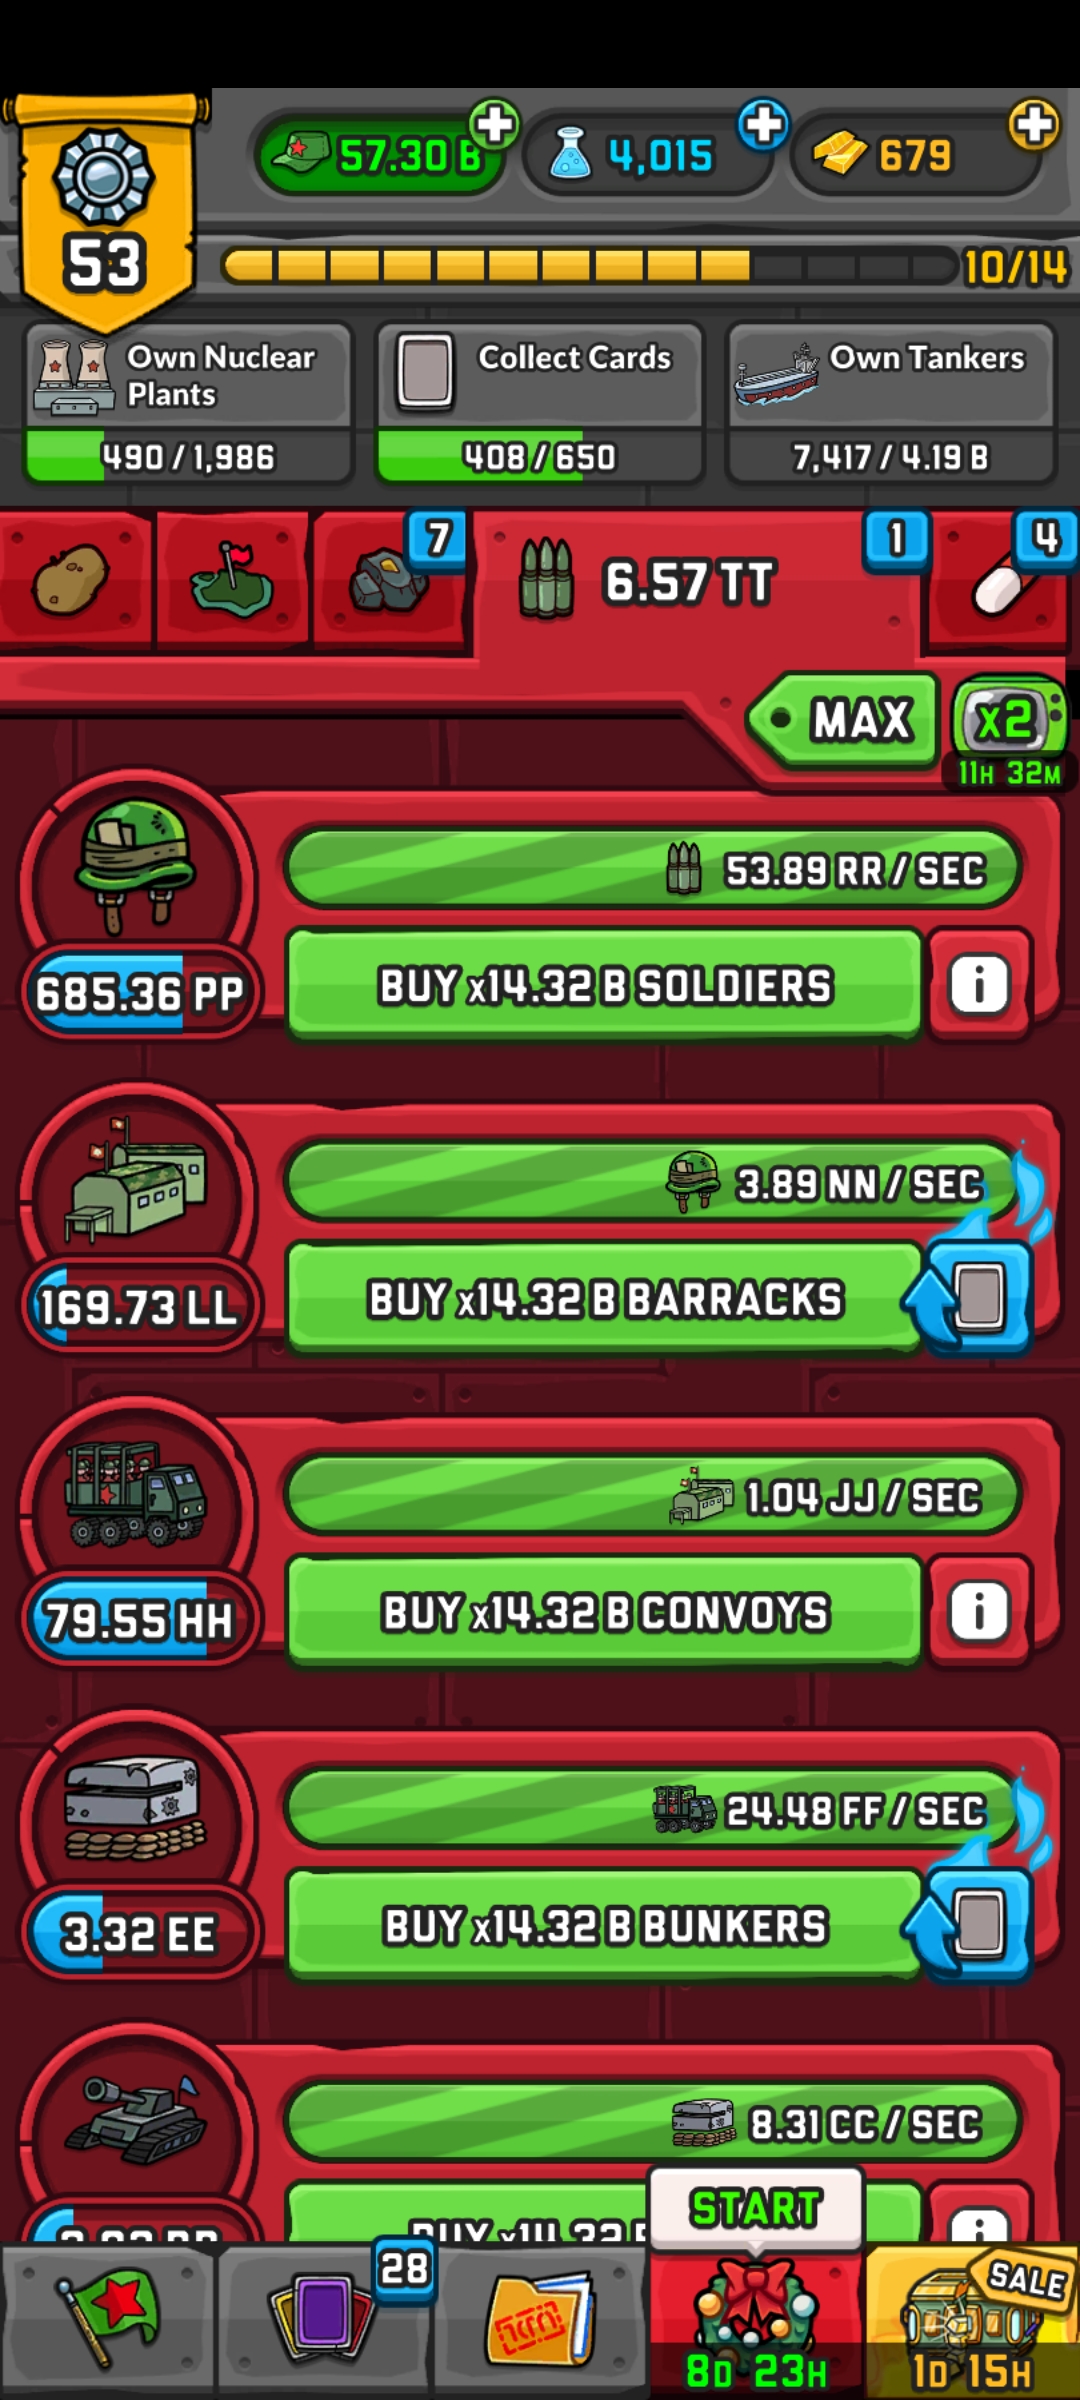 57.30 B
4,015
679
53
10/14
Own Nuclear
Plants
Collect Cards
Own Tankers
490 / 1,986
408 / 650
7,417 / 4.19 B
7
6.57 TT
1
4
MAX
x2
11H 32M
53.89 RR / SEC
685.36 PP
BUY x14.32 B SOLDIERS
i
3.89 NN / SEC
169.73 LL
BUY x14.32 B BARRACKS
1.04 JJ / SEC
79.55 HH
BUY x14.32 B CONVOYS
i
24.48 FF / SEC
3.32 EE
BUY x14.32 B BUNKERS
8.31 CC / SEC
BUY x14.32
i
START
28
SALE
8D 23H
1D 15H